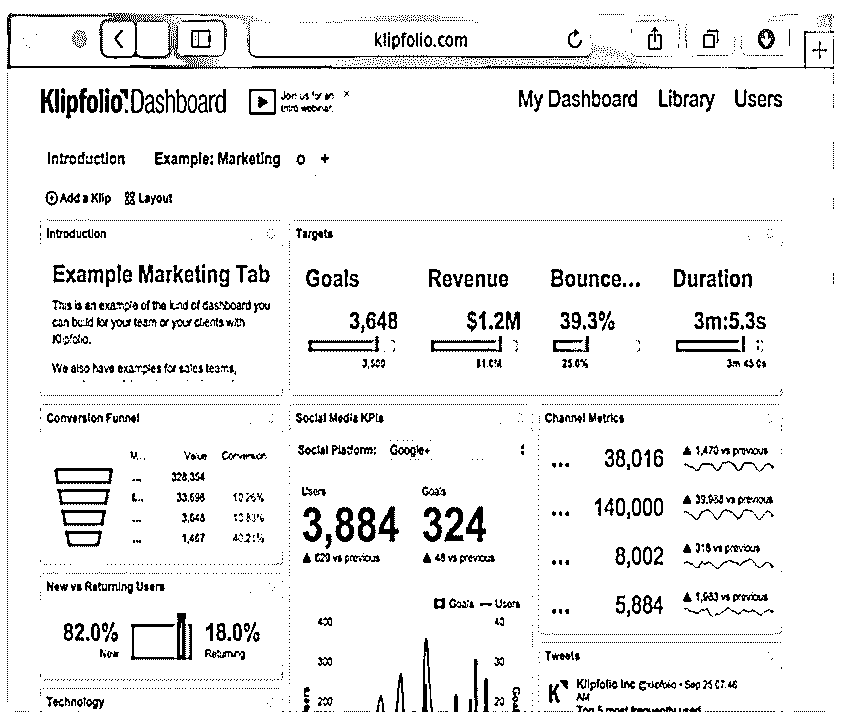 klipfolio.com
Klipfolio Dashboard
Join us for an
intro webinar.
My Dashboard Library Users
Introduction Example: Marketing
Add a Klip Layout
Introduction
Example Marketing Tab
This is an example of the kind of dashboard you
can build for your team or your clients with
Klipfolio.
We also have examples for sales teams,
Targets
Goals Revenue Bounce... Duration
3,648 $1.2M 39.3% 3m:5.3s
3,500 $1.0M 25.0% 3m 45.0s
Conversion Funnel
M... Value Conversion
... 328,354
33,698 10.26%
... 3,648 10.83%
... 1,467 40.21%
New vs Returning Users
82.0% 18.0%
New Returning
Technology
Social Media KPIs
Social Platform: Google+
Users Goals
3,884 324
▲ 629 vs previous ▲ 48 vs previous
Goals Users
400 40
300 30
200 20
Users Goals
Channel Metrics
... 38,016 ▲ 1,470 vs previous
... 140,000 vs previous
... 8,002 ▲ 318 vs previous
... 5,884 ▲ 1,983 vs previous
Tweets
Klipfolio Inc @klipfolio • Sep 25 07:46
AM
Top 5 most frequently used